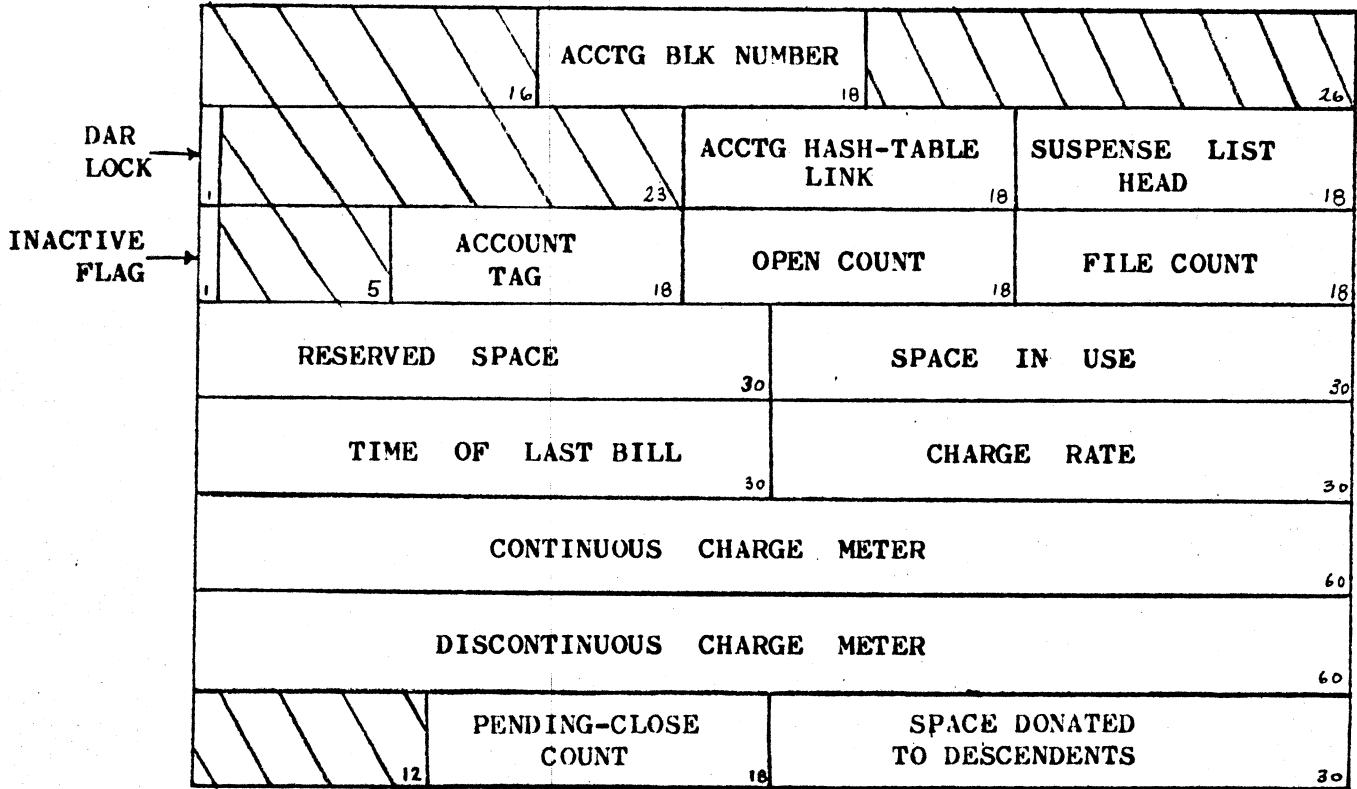 ACCTG BLK NUMBER
16
18
26
DAR
LOCK
1
23
ACCTG HASH-TABLE
LINK
18
SUSPENSE LIST
HEAD
18
INACTIVE
FLAG
1
5
ACCOUNT
TAG
18
OPEN COUNT
18
FILE COUNT
18
RESERVED SPACE
30
SPACE IN USE
30
TIME OF LAST BILL
30
CHARGE RATE
30
CONTINUOUS CHARGE METER
60
DISCONTINUOUS CHARGE METER
60
12
PENDING-CLOSE
COUNT
18
SPACE DONATED
TO DESCENDENTS
30